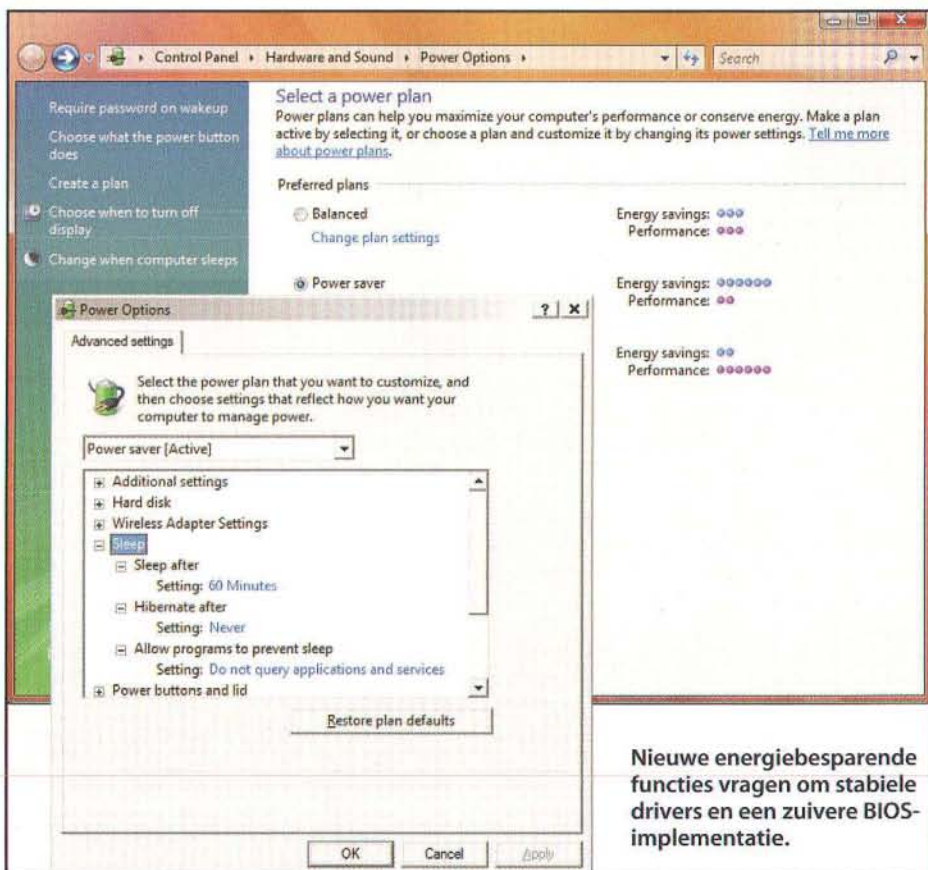 Control Panel Hardware and Sound Power Options Search
Require password on wakeup
Choose what the power button
does
Create a plan
Choose when to turn off
display
Change when computer sleeps
Select a power plan
Power plans can help you maximize your computer's performance or conserve energy. Make a plan
active by selecting it, or choose a plan and customize it by changing its power settings. Tell me more
about power plans.
Preferred plans
Balanced Energy savings:
Change plan settings Performance:
Power saver Energy savings:
Performance:
Energy savings:
Performance:
Power Options
Advanced settings
Select the power plan that you want to customize, and
then choose settings that reflect how you want your
computer to manage power.
Power saver [Active]
Additional settings
Hard disk
Wireless Adapter Settings
Sleep
Sleep after
Setting: 60 Minutes
Hibernate after
Setting: Never
Allow programs to prevent sleep
Setting: Do not query applications and services
Power buttons and lid
Restore plan defaults
OK Cancel Apply
Nieuwe energiebesparende
functies vragen om stabiele
drivers en een zuivere BIOS-
implementatie.